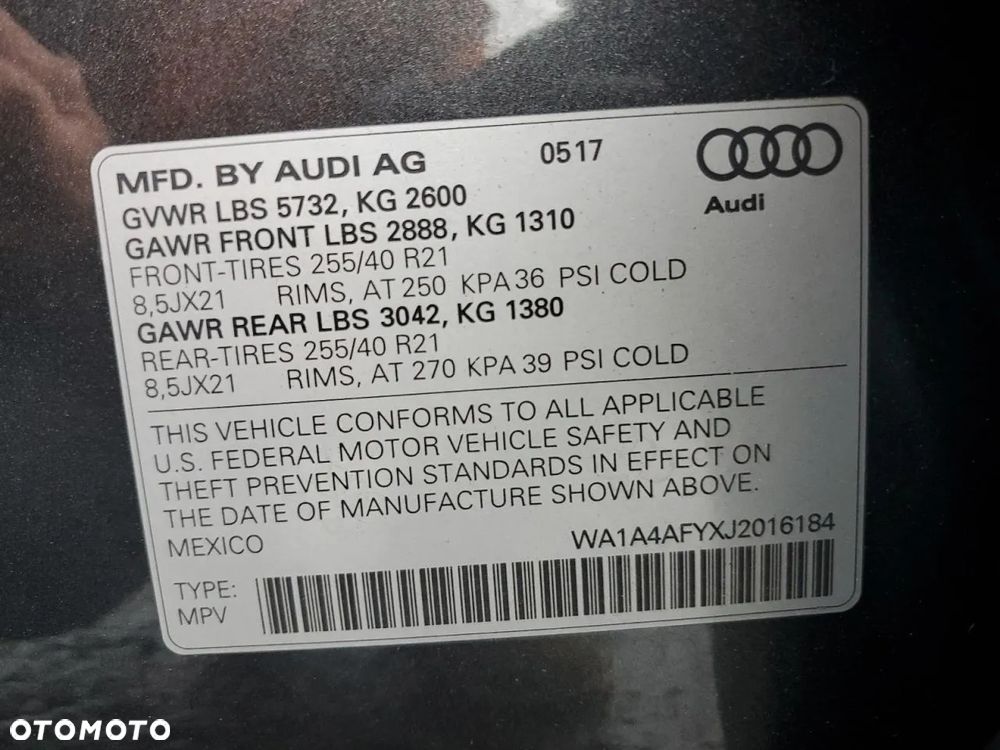 MFD. BY AUDI AG 0517
Audi
GVWR LBS 5732, KG 2600
GAWR FRONT LBS 2888, KG 1310
FRONT-TIRES 255/40 R21
8,5JX21 RIMS, AT 250 KPA 36 PSI COLD
GAWR REAR LBS 3042, KG 1380
REAR-TIRES 255/40 R21
8,5JX21 RIMS, AT 270 KPA 39 PSI COLD
THIS VEHICLE CONFORMS TO ALL APPLICABLE
U.S. FEDERAL MOTOR VEHICLE SAFETY AND
THEFT PREVENTION STANDARDS IN EFFECT ON
THE DATE OF MANUFACTURE SHOWN ABOVE.
MEXICO WA1A4AFYXJ2016184
TYPE:
MPV
OTOMOTO